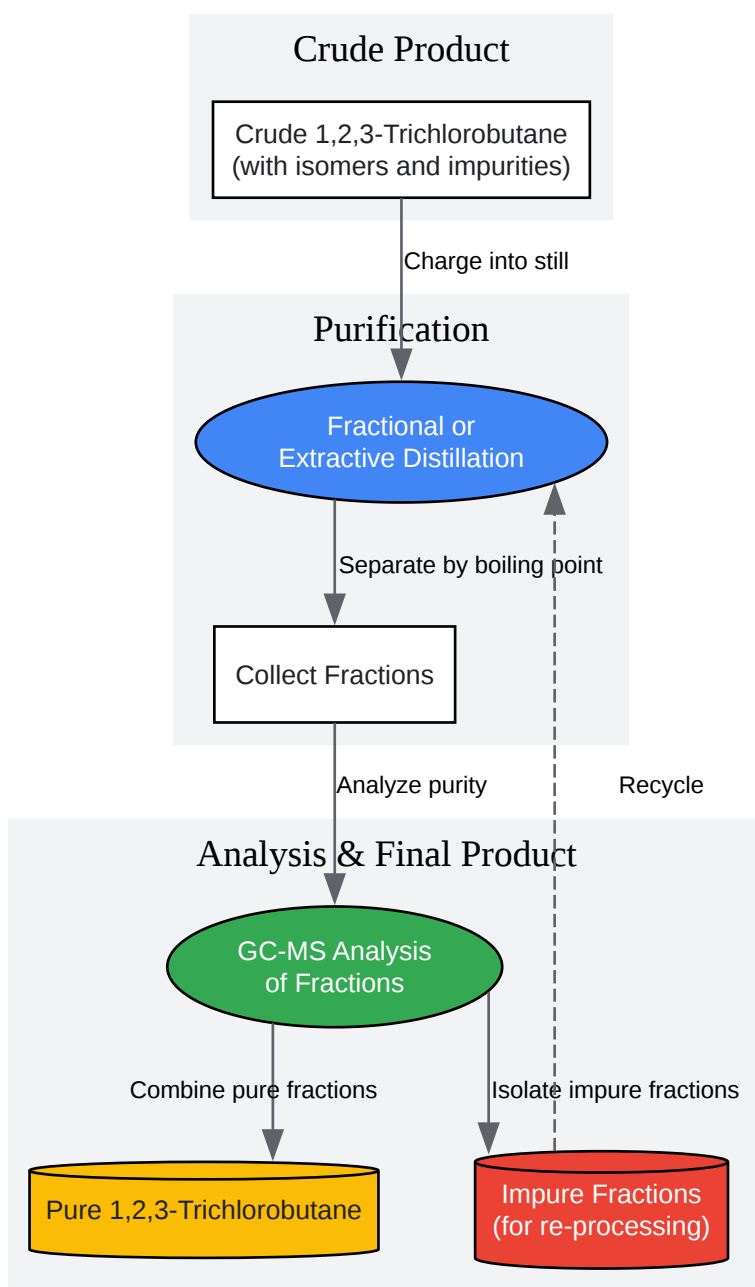 Crude Product
Crude 1,2,3-Trichlorobutane
(with isomers and impurities)
Charge into still
Purification
Fractional or
Extractive Distillation
Separate by boiling point
Collect Fractions
Analyze purity
Recycle
Analysis & Final Product
GC-MS Analysis
of Fractions
Combine pure fractions
Isolate impure fractions
Pure 1,2,3-Trichlorobutane
Impure Fractions
(for re-processing)